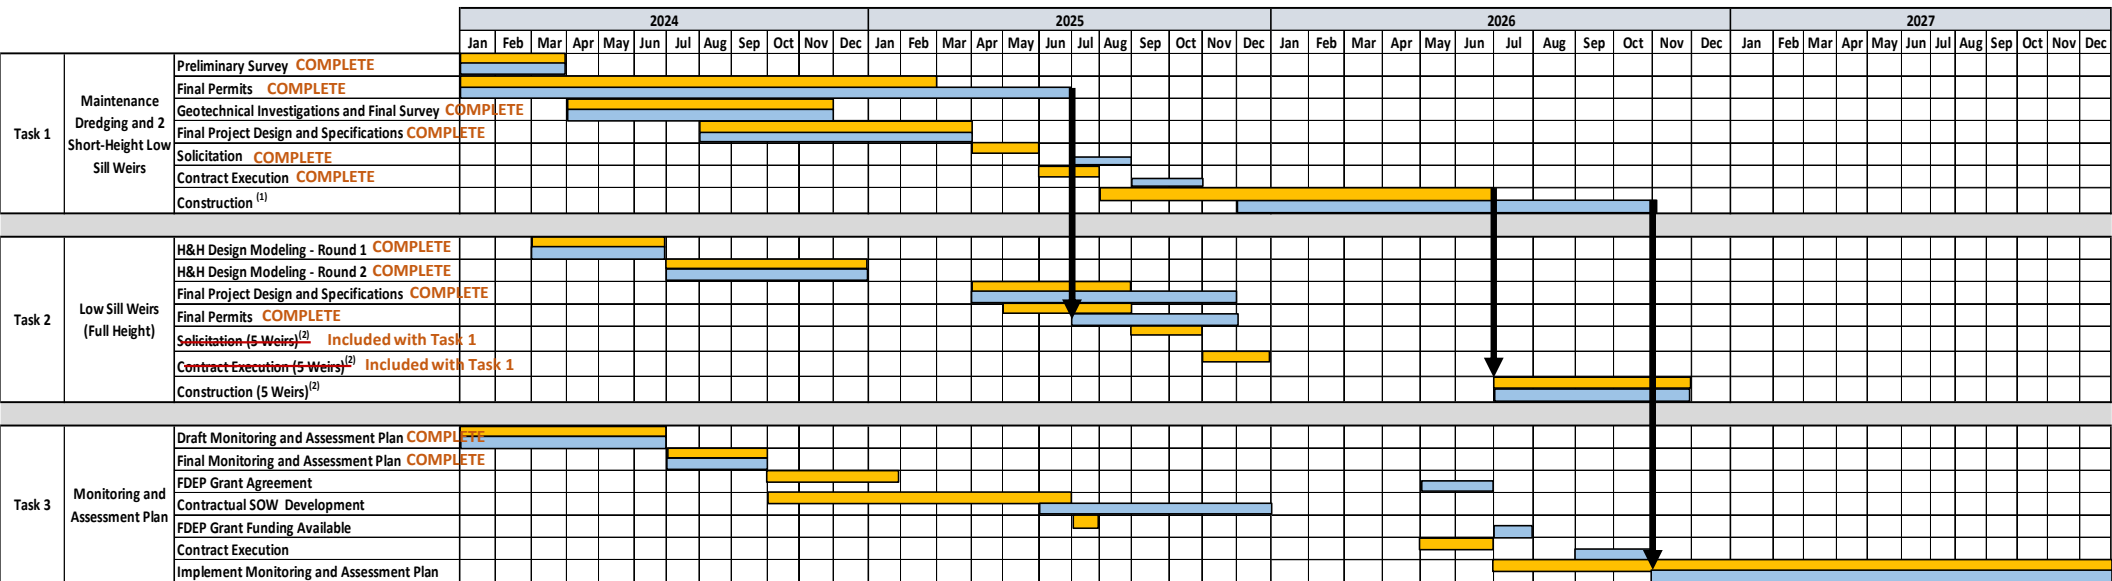 2024 2025 2026 2027
Jan Feb Mar Apr May Jun Jul Aug Sep Oct Nov Dec Jan Feb Mar Apr May Jun Jul Aug Sep Oct Nov Dec Jan Feb Mar Apr May Jun Jul Aug Sep Oct Nov Dec Jan Feb Mar Apr May Jun Jul Aug Sep Oct Nov Dec
Task 1
Maintenance
Dredging and 2
Short-Height Low
Sill Weirs
Preliminary Survey COMPLETE
Final Permits COMPLETE
Geotechnical Investigations and Final Survey COMPLETE
Final Project Design and Specifications COMPLETE
Solicitation COMPLETE
Contract Execution COMPLETE
Construction (1)
Task 2
Low Sill Weirs
(Full Height)
H&H Design Modeling - Round 1 COMPLETE
H&H Design Modeling - Round 2 COMPLETE
Final Project Design and Specifications COMPLETE
Final Permits COMPLETE
Solicitation (5 Weirs)(2) Included with Task 1
Contract Execution (5 Weirs)(2) Included with Task 1
Construction (5 Weirs)(2)
Task 3
Monitoring and
Assessment Plan
Draft Monitoring and Assessment Plan COMPLETE
Final Monitoring and Assessment Plan COMPLETE
FDEP Grant Agreement
Contractual SOW Development
FDEP Grant Funding Available
Contract Execution
Implement Monitoring and Assessment Plan